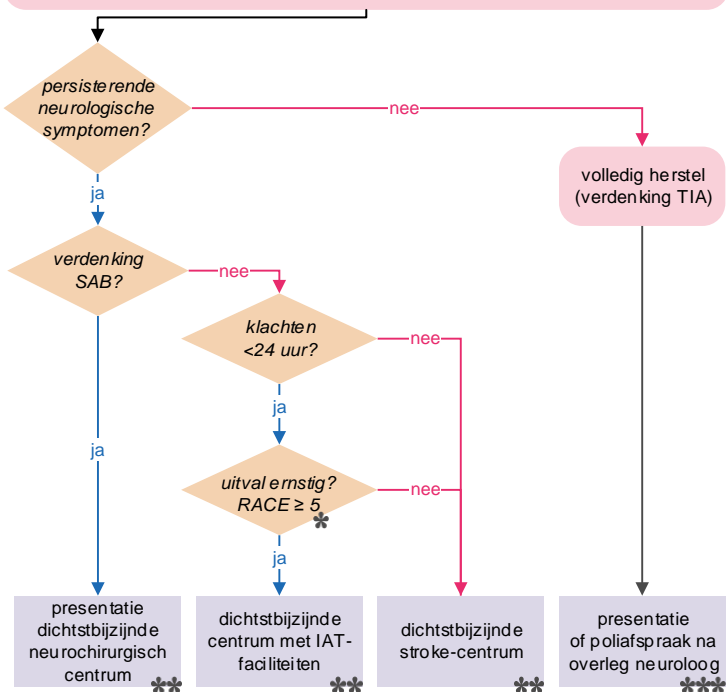 persisterende
neurologische
symptomen?
nee
volledig herstel
(verdenking TIA)
ja
verdenking
SAB?
nee
klachten
<24 uur?
nee
ja
ja
uitval ernstig?
RACE ≥ 5
*
nee
ja
presentatie
dichtstbijzijnde
neurochirurgisch
centrum
**
dichtstbijzijnde
centrum met IAT-
faciliteiten
**
dichtstbijzijnde
stroke-centrum
**
presentatie
of poliafspraak na
overleg neuroloog
***